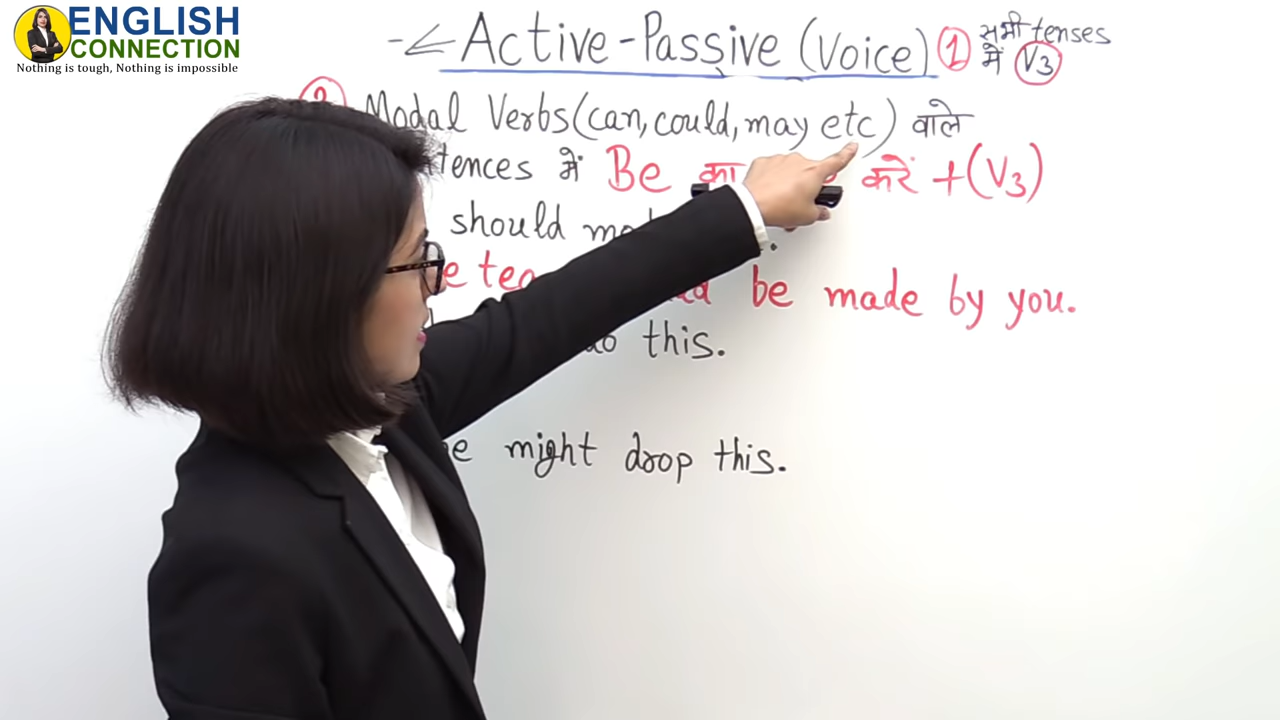 ENGLISH
CONNECTION
Nothing is tough, Nothing is impossible
Active-Passive (Voice) ① सभी tenses
में V3
Modal Verbs (can, could, may etc) वाले
में Be का करें + (V3)
should
be made by you.
this.
might drop this.